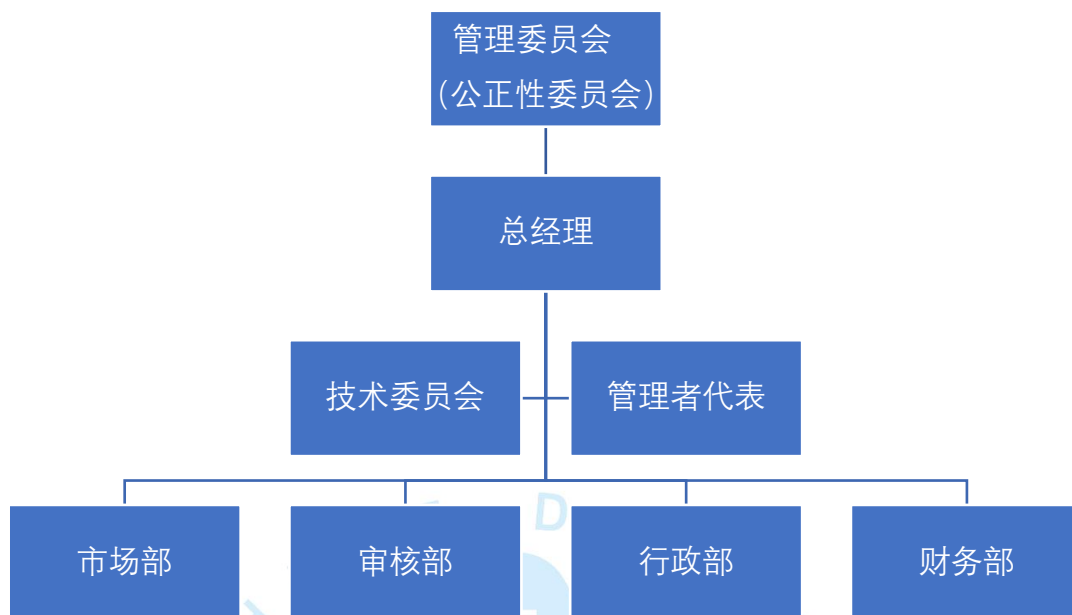 管理委员会
(公正性委员会)
总经理
技术委员会
管理者代表
市场部
审核部
行政部
财务部
D